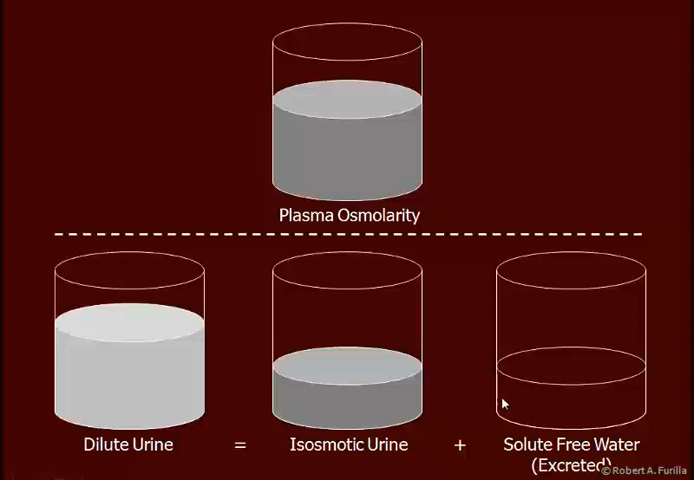 Plasma Osmolarity
Dilute Urine = Isosmotic Urine + Solute Free Water
(Excreted)
©Robert A. Furilla